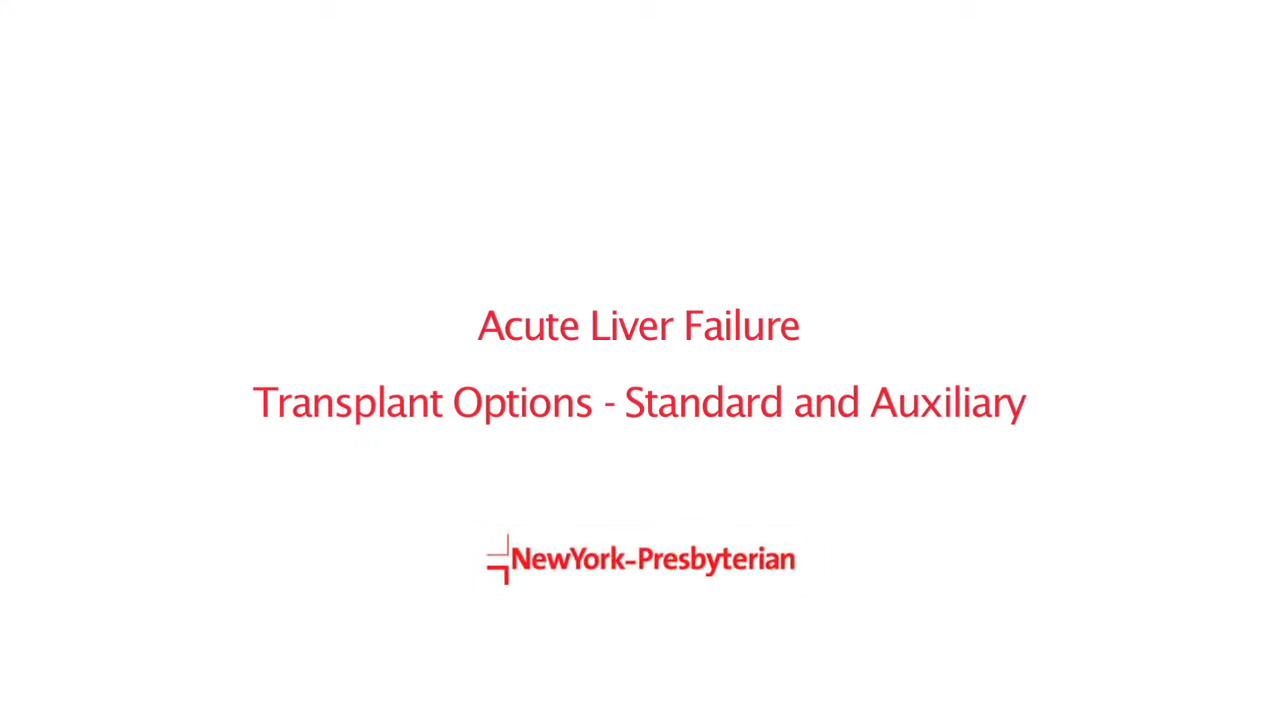 Acute Liver Failure
Transplant Options - Standard and Auxiliary
NewYork-Presbyterian